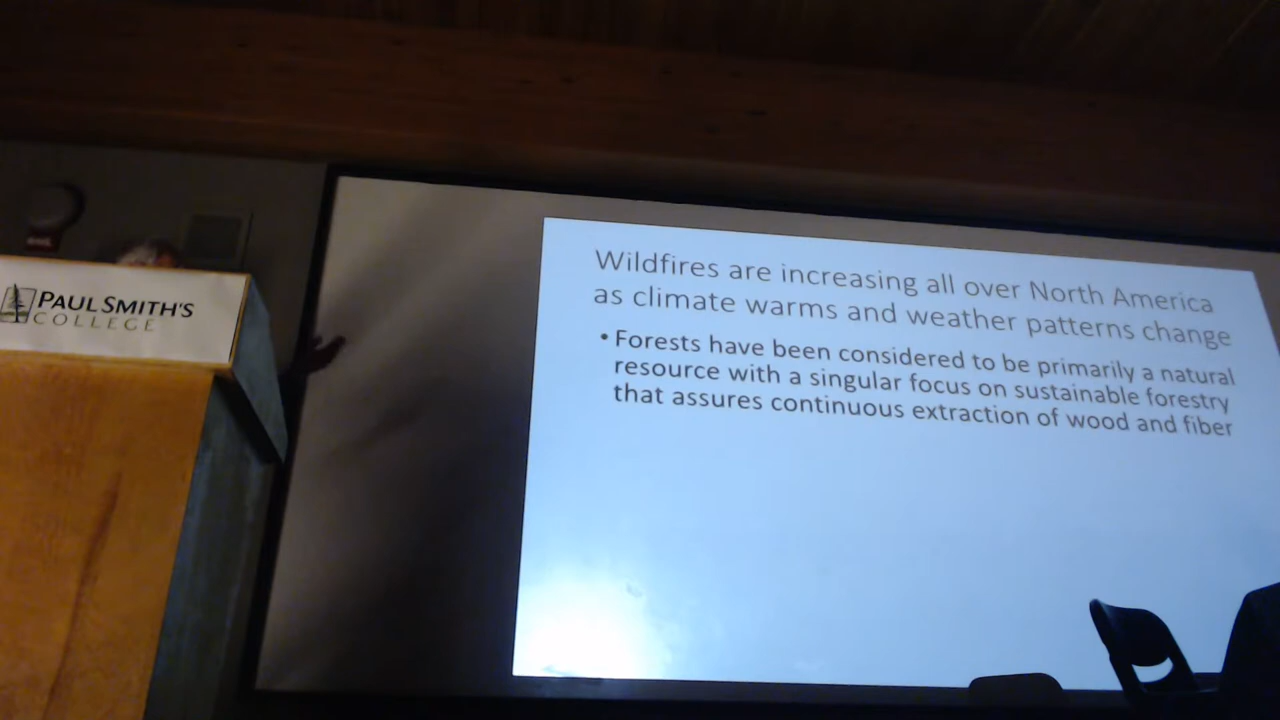 PAUL SMITH'S
COLLEGE
Wildfires are increasing all over North America
as climate warms and weather patterns change
• Forests have been considered to be primarily a natural
resource with a singular focus on sustainable forestry
that assures continuous extraction of wood and fiber